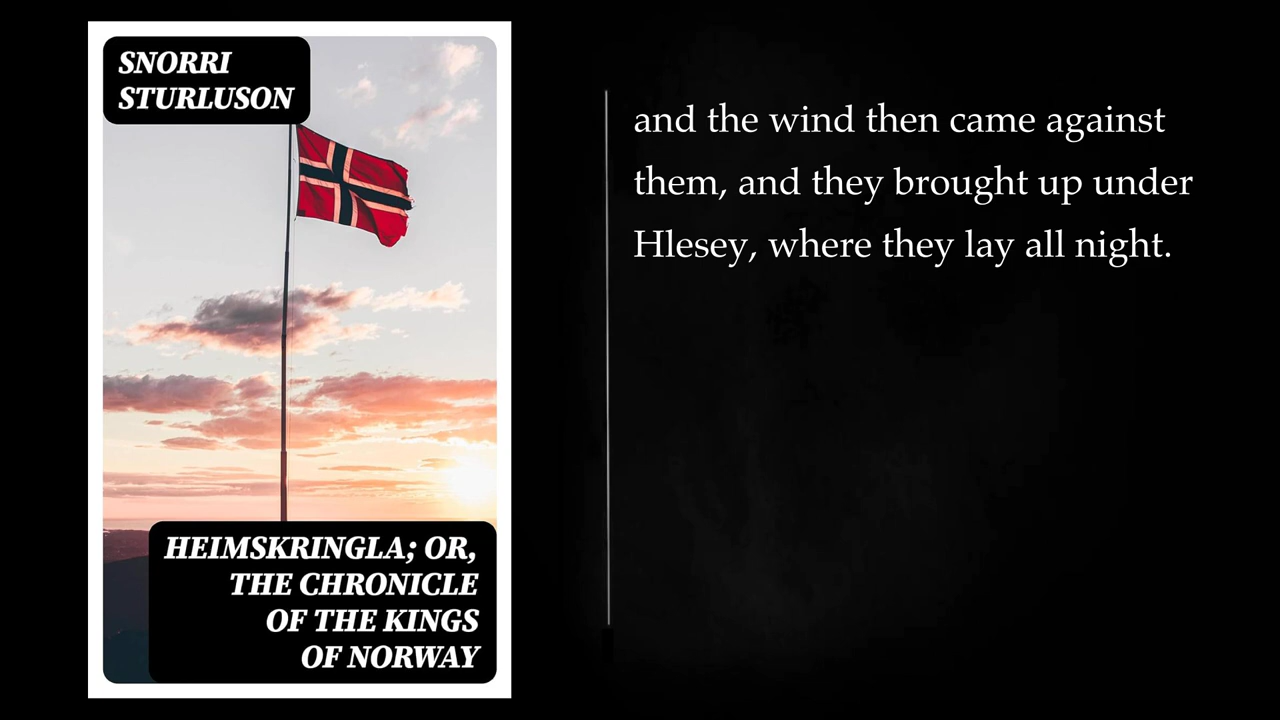 SNORRI
STURLUSON
HEIMSKRINGLA; OR,
THE CHRONICLE
OF THE KINGS
OF NORWAY
and the wind then came against
them, and they brought up under
Hlesey, where they lay all night.